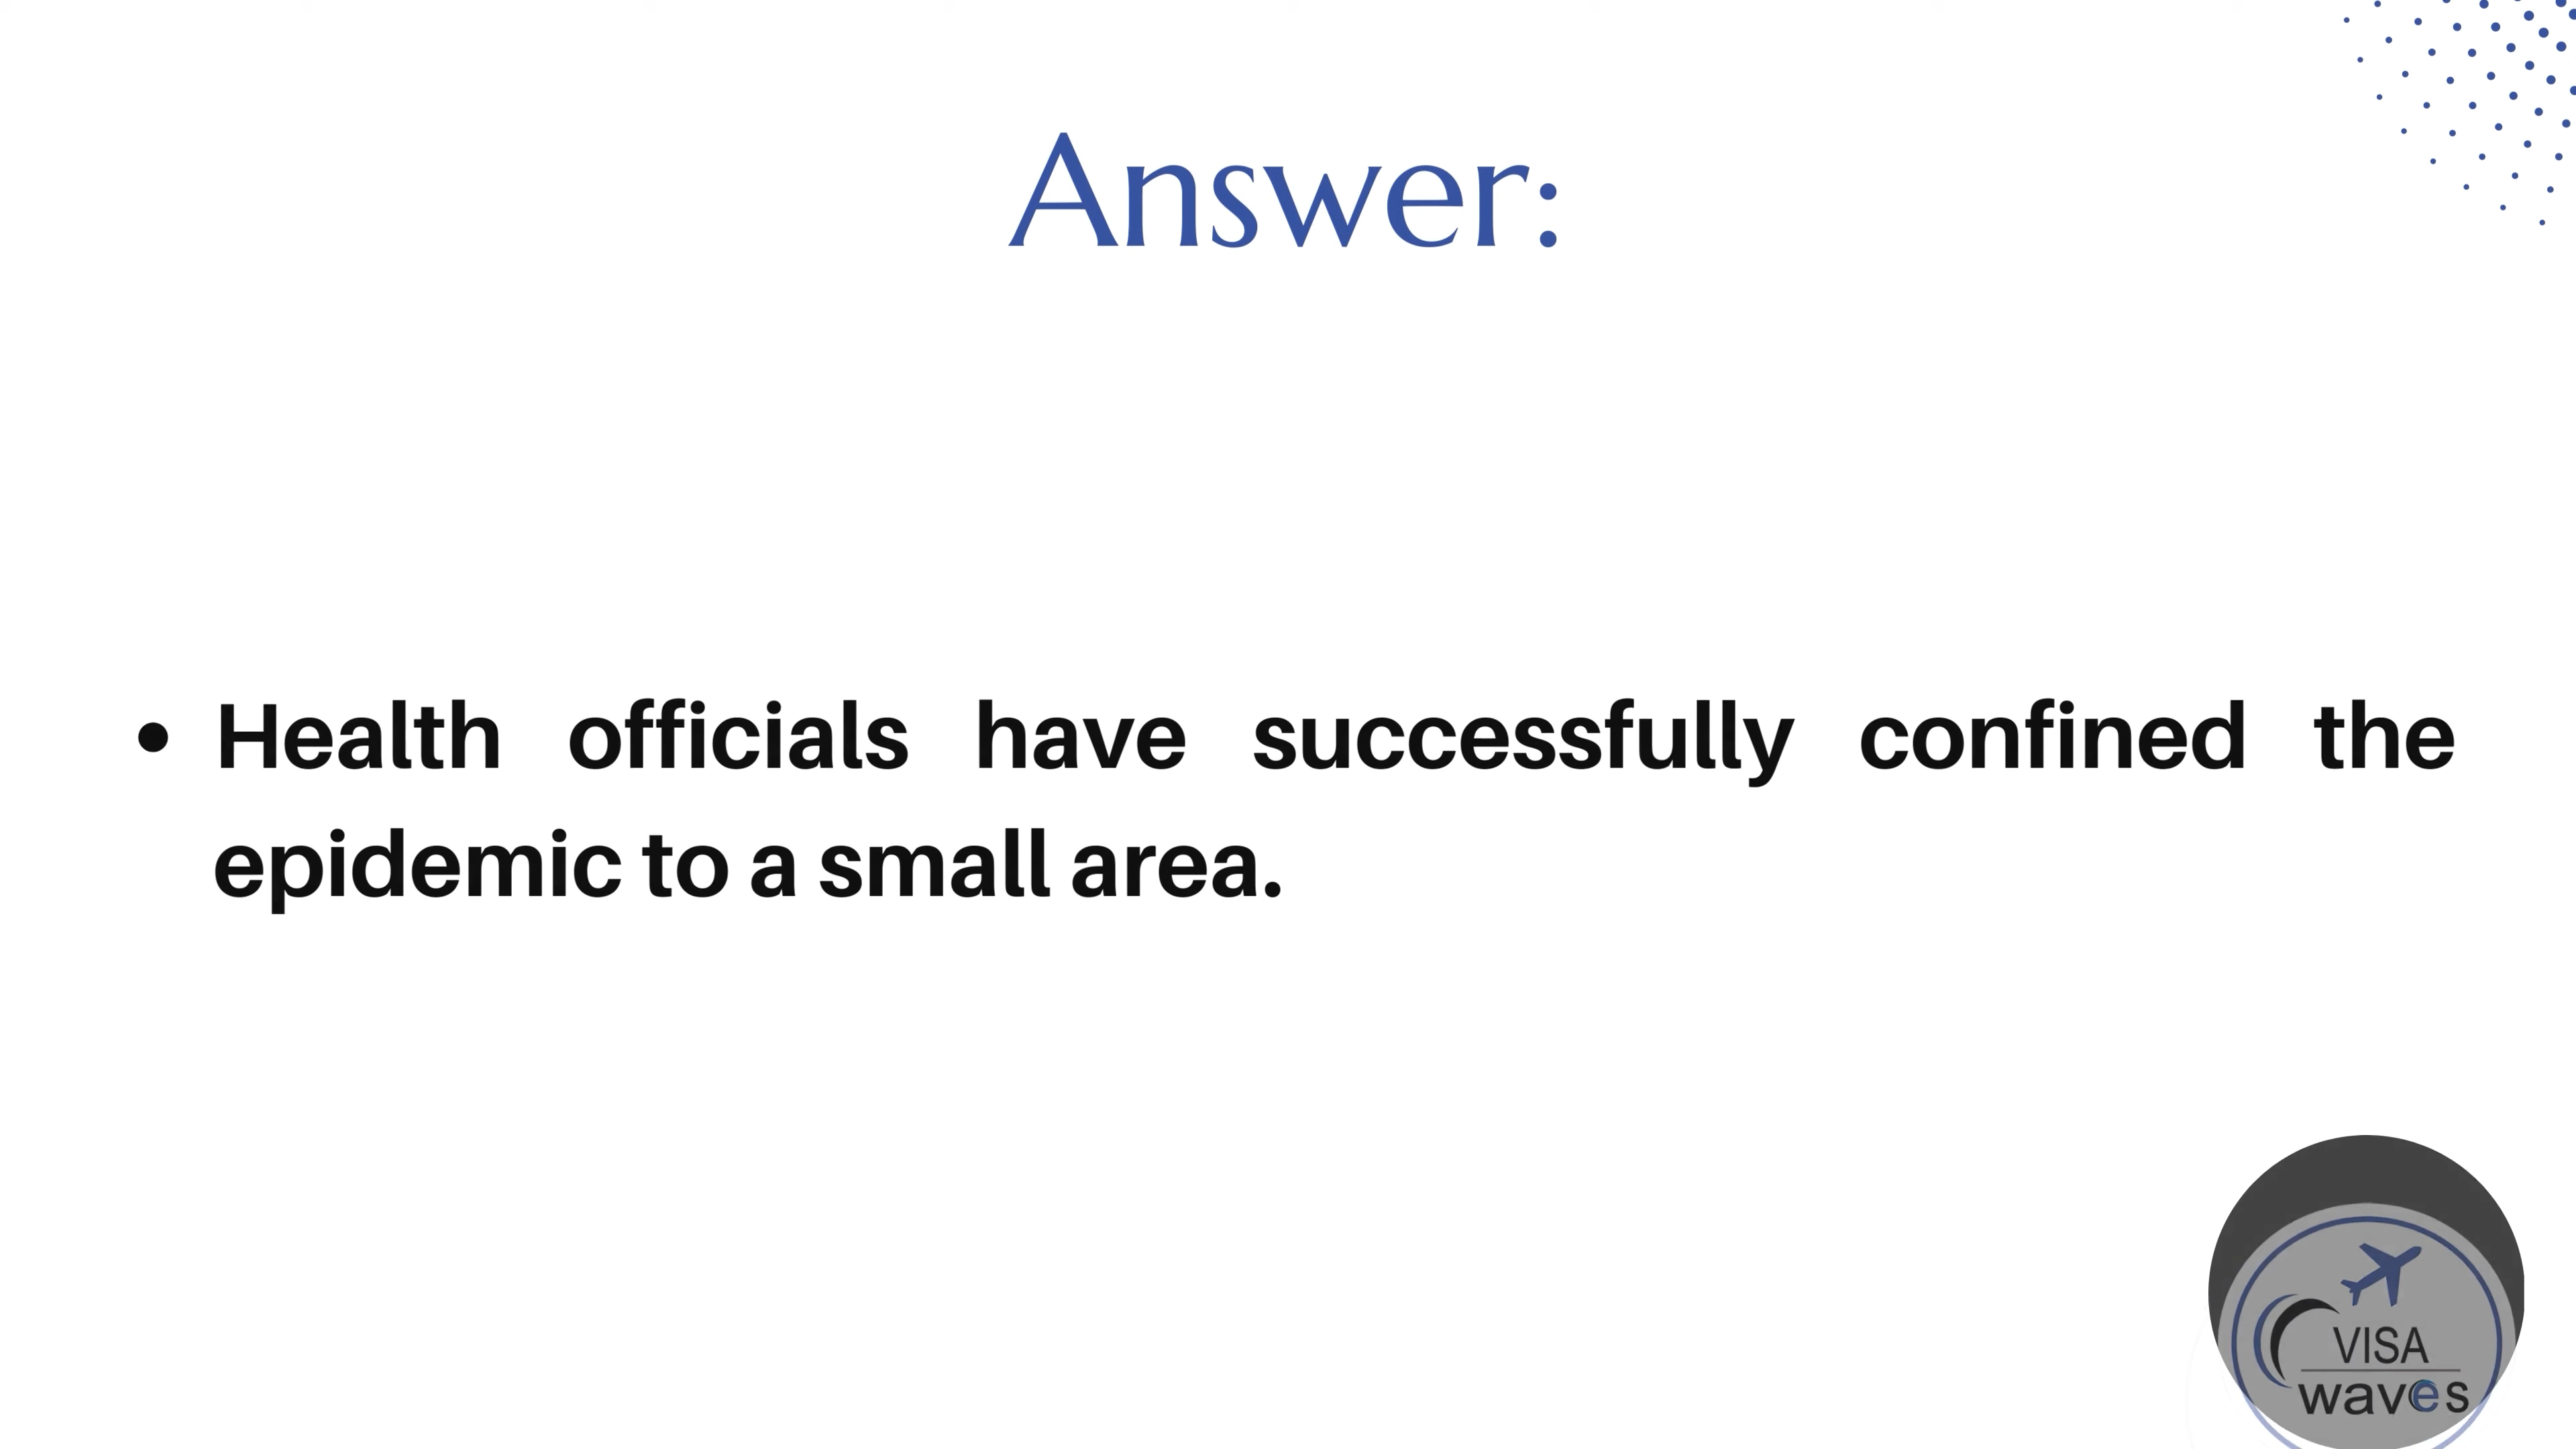 Answer:
• Health officials have successfully confined the
epidemic to a small area.
VISA
waves